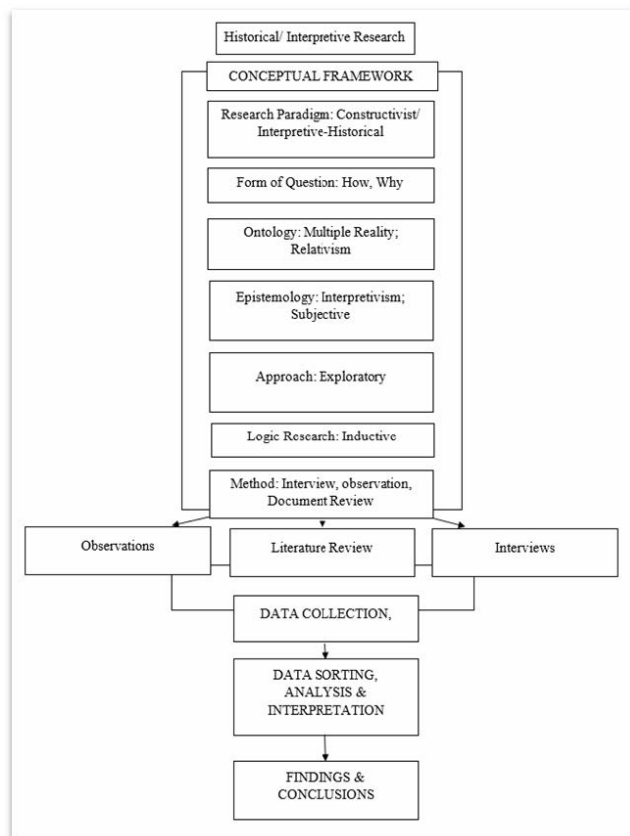 Historical/ Interpretive Research
CONCEPTUAL FRAMEWORK
Research Paradigm: Constructivist/
Interpretive-Historical
Form of Question: How, Why
Ontology: Multiple Reality;
Relativism
Epistemology: Interpretivism;
Subjective
Approach: Exploratory
Logic Research: Inductive
Method: Interview, observation,
Document Review
Observations
Literature Review
Interviews
DATA COLLECTION,
DATA SORTING,
ANALYSIS &
INTERPRETATION
FINDINGS &
CONCLUSIONS